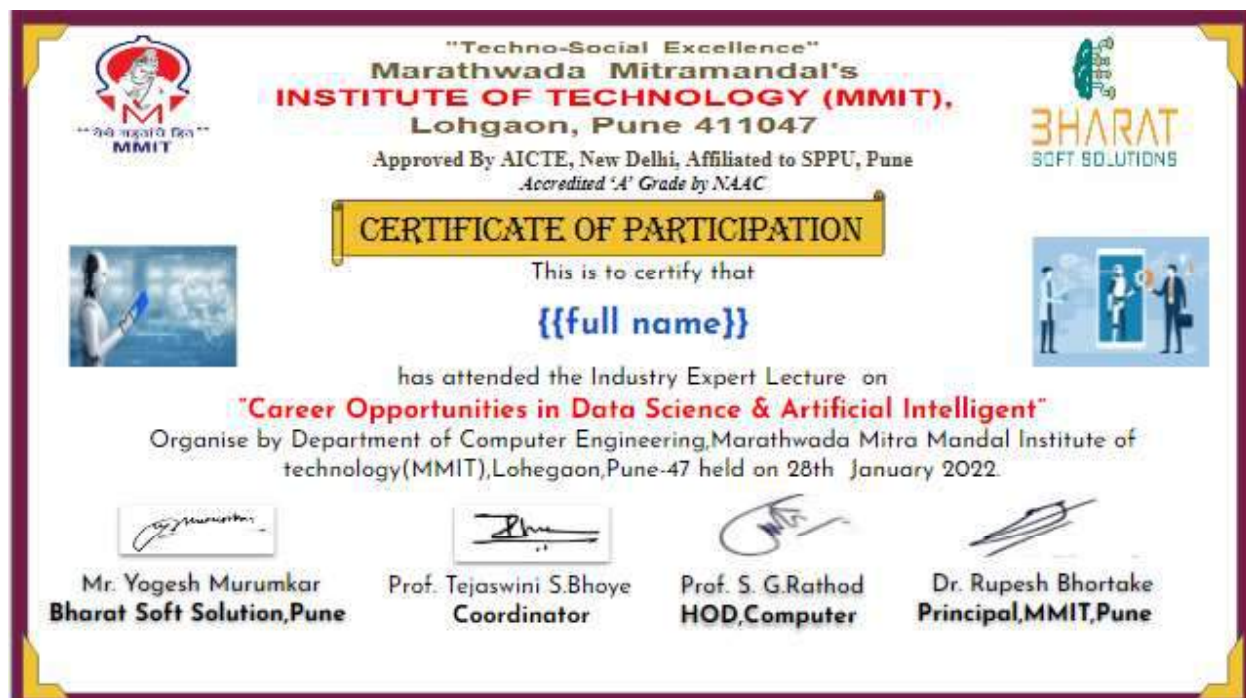 "Techno-Social Excellence"
Marathwada Mitramandal's
INSTITUTE OF TECHNOLOGY (MMIT),
Lohgaon, Pune 411047
Approved By AICTE, New Delhi, Affiliated to SPPU, Pune
Accredited ‘A’ Grade by NAAC
MMIT
BHARAT
SOFT SOLUTIONS
CERTIFICATE OF PARTICIPATION
This is to certify that
{{full name}}
has attended the Industry Expert Lecture on
"Career Opportunities in Data Science & Artificial Intelligent"
Organise by Department of Computer Engineering,Marathwada Mitra Mandal Institute of
technology(MMIT),Lohegaon,Pune-47 held on 28th January 2022.
Mr. Yogesh Murumkar
Bharat Soft Solution,Pune
Prof. Tejaswini S.Bhoye
Coordinator
Prof. S. G.Rathod
HOD,Computer
Dr. Rupesh Bhortake
Principal,MMIT,Pune